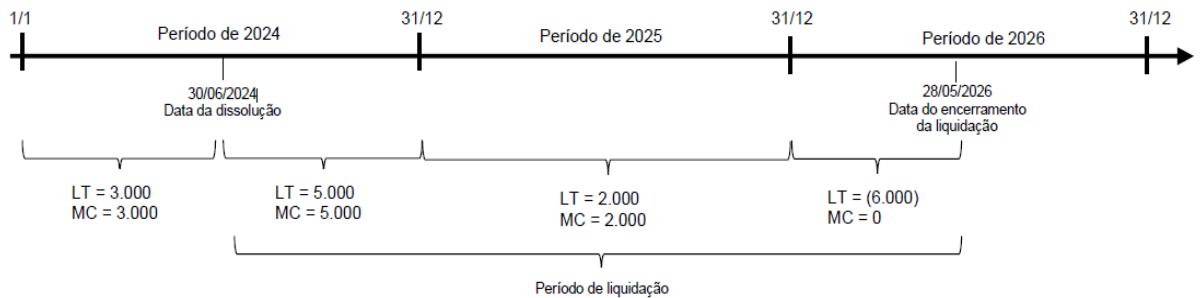 1/1
31/12
31/12
31/12
Período de 2024
Período de 2025
Período de 2026
30/06/2024
Data da dissolução
28/05/2026
Data do encerramento
da liquidação
LT = 3.000
MC = 3.000
LT = 5.000
MC = 5.000
LT = 2.000
MC = 2.000
LT = (6.000)
MC = 0
Período de liquidação